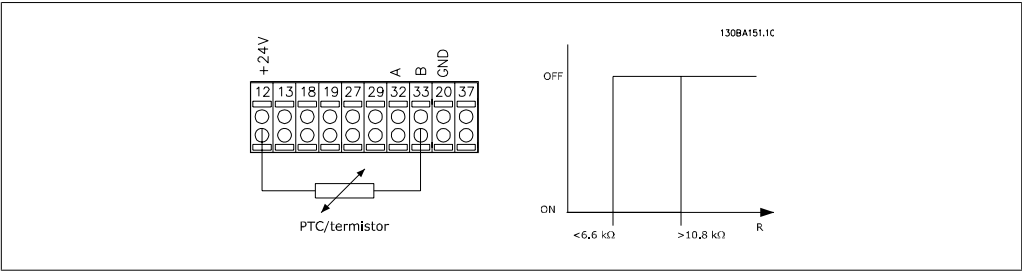 130BA151.10
+24V
A
B
GND
12 13 18 19 27 29 32 33 20 37
PTC/termistor
OFF
ON
<6.6 kΩ
>10.8 kΩ
R